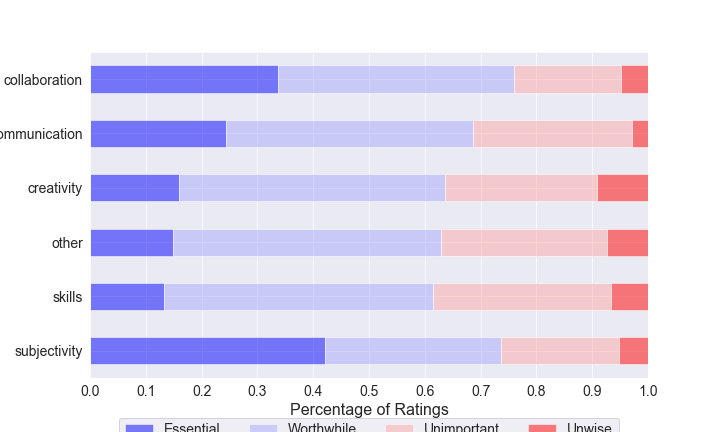 collaboration
ommunication
creativity
other
skills
subjectivity
0.0 0.1 0.2 0.3 0.4 0.5 0.6 0.7 0.8 0.9 1.0
Percentage of Ratings
Essential Worthwhile Unimportant Unwise